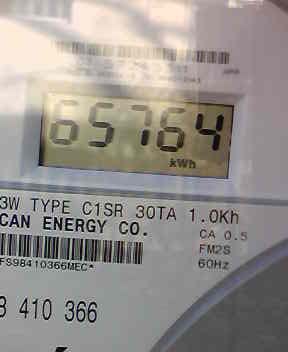 65764
kWh
3W TYPE C1SR 30TA 1.0Kh
CAN ENERGY CO.
CA 0.5
FM2S
60Hz
FS98410366MEC*
8 410 366